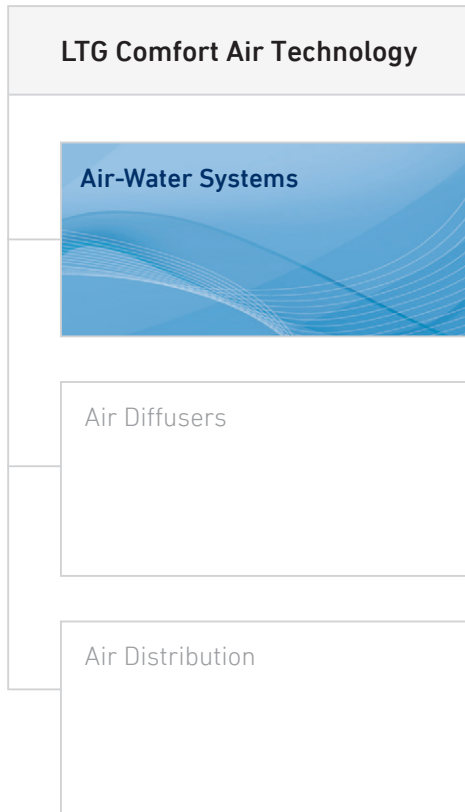 LTG Comfort Air Technology
Air-Water Systems
Air Diffusers
Air Distribution